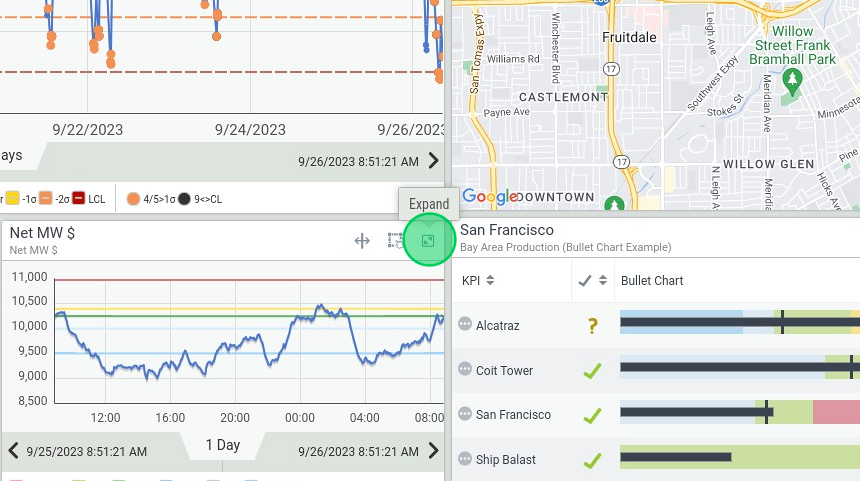 9/22/2023
9/24/2023
9/26/2023
ays
9/26/2023 8:51:21 AM
r
-1σ
-2σ
LCL
4/5>1σ
9<>CL
Expand
Net MW $
Net MW $
11,000
10,500
10,000
9,500
9,000
8,500
12:00
16:00
20:00
00:00
04:00
08:00
9/25/2023 8:51:21 AM
1 Day
9/26/2023 8:51:21 AM
San Tomas Expy
Winchester Blvd
Fruitdale
Leigh Ave
Willow
Street Frank
Bramhall Park
Williams Rd
17
Southwest Expy
CASTLEMONT
Stokes St
Meridian Ave
Minnesota
Payne Ave
Pine
17
WILLOW GLEN
N Leigh Av
Meridian Ave
Hicks Av
Google
DOWNTOWN
San Francisco
Bay Area Production (Bullet Chart Example)
KPI
Bullet Chart
Alcatraz
?
Coit Tower
San Francisco
Ship Balast